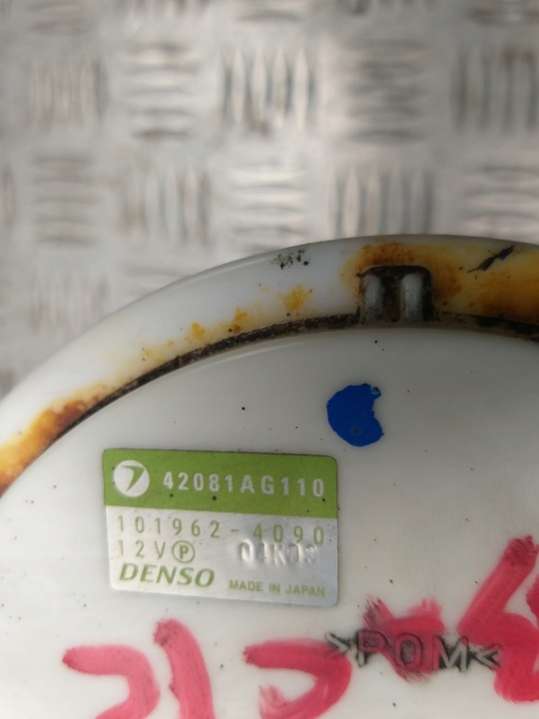 42081AG110
101962-4090
12V P
DENSO MADE IN JAPAN
>POM<